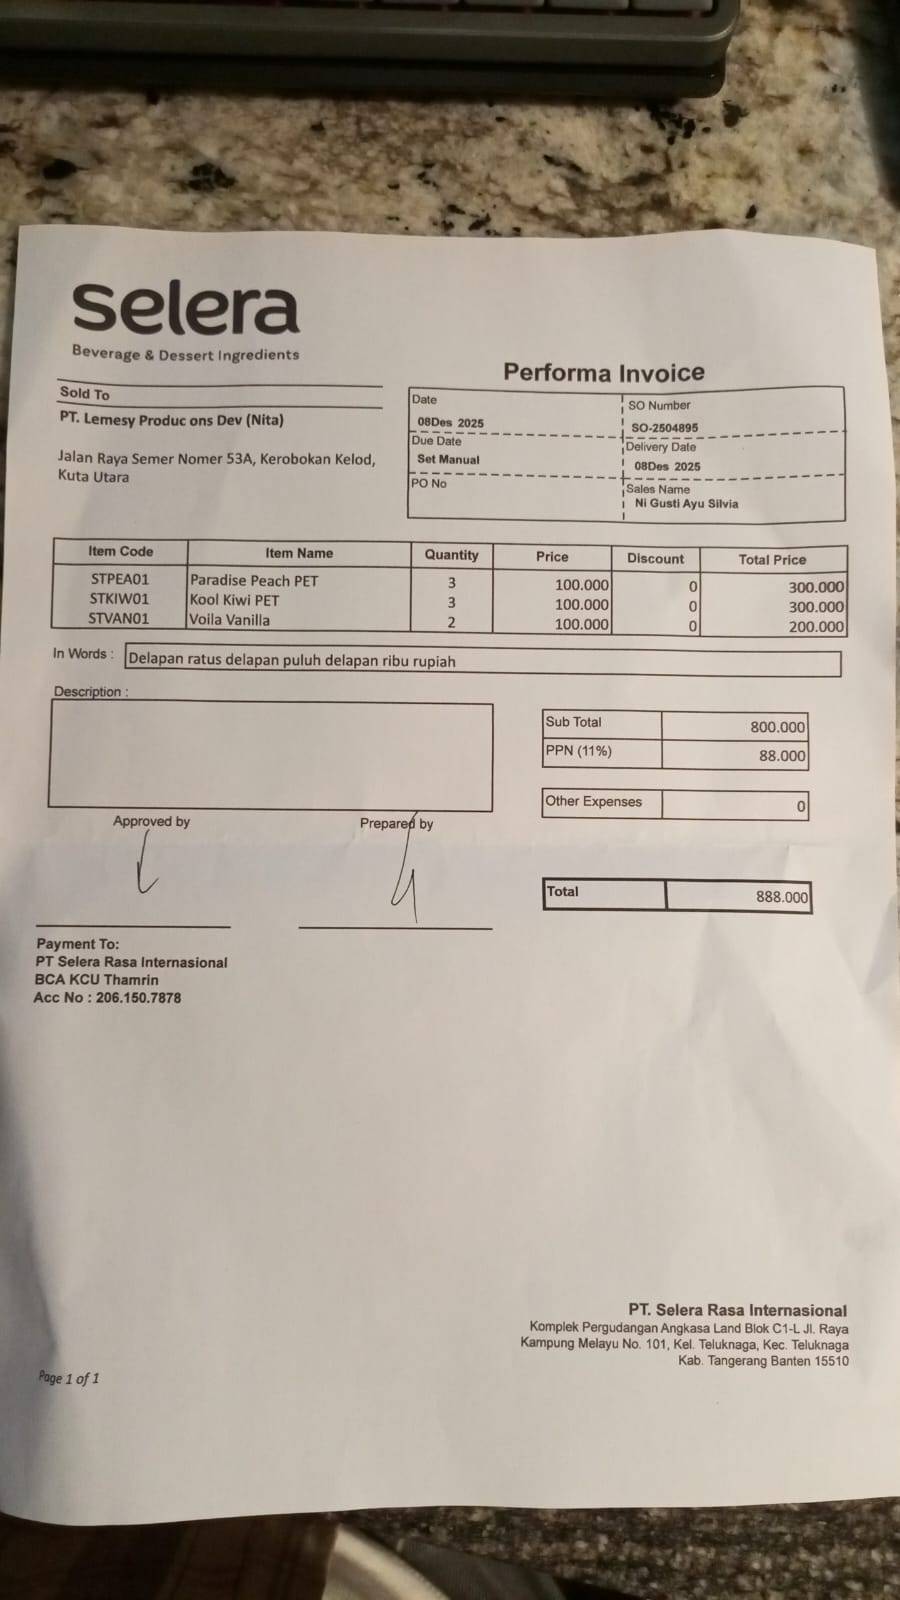 selera
Beverage & Dessert Ingredients
Performa Invoice
Sold To
PT. Lemesy Produc ons Dev (Nita)
Jalan Raya Semer Nomer 53A, Kerobokan Kelod,
Kuta Utara
Date
08Des 2025
SO Number
SO-2504895
Due Date
Set Manual
Delivery Date
08Des 2025
PO No
Sales Name
Ni Gusti Ayu Silvia
Item Code Item Name Quantity Price Discount Total Price
STPEA01 Paradise Peach PET 3 100.000 0 300.000
STKIW01 Kool Kiwi PET 3 100.000 0 300.000
STVAN01 Voila Vanilla 2 100.000 0 200.000
In Words : Delapan ratus delapan puluh delapan ribu rupiah
Description :
Sub Total 800.000
PPN (11%) 88.000
Other Expenses 0
Approved by Prepared by
Total 888.000
Payment To:
PT Selera Rasa Internasional
BCA KCU Thamrin
Acc No : 206.150.7878
PT. Selera Rasa Internasional
Komplek Pergudangan Angkasa Land Blok C1-L Jl. Raya
Kampung Melayu No. 101, Kel. Teluknaga, Kec. Teluknaga
Kab. Tangerang Banten 15510
Page 1 of 1